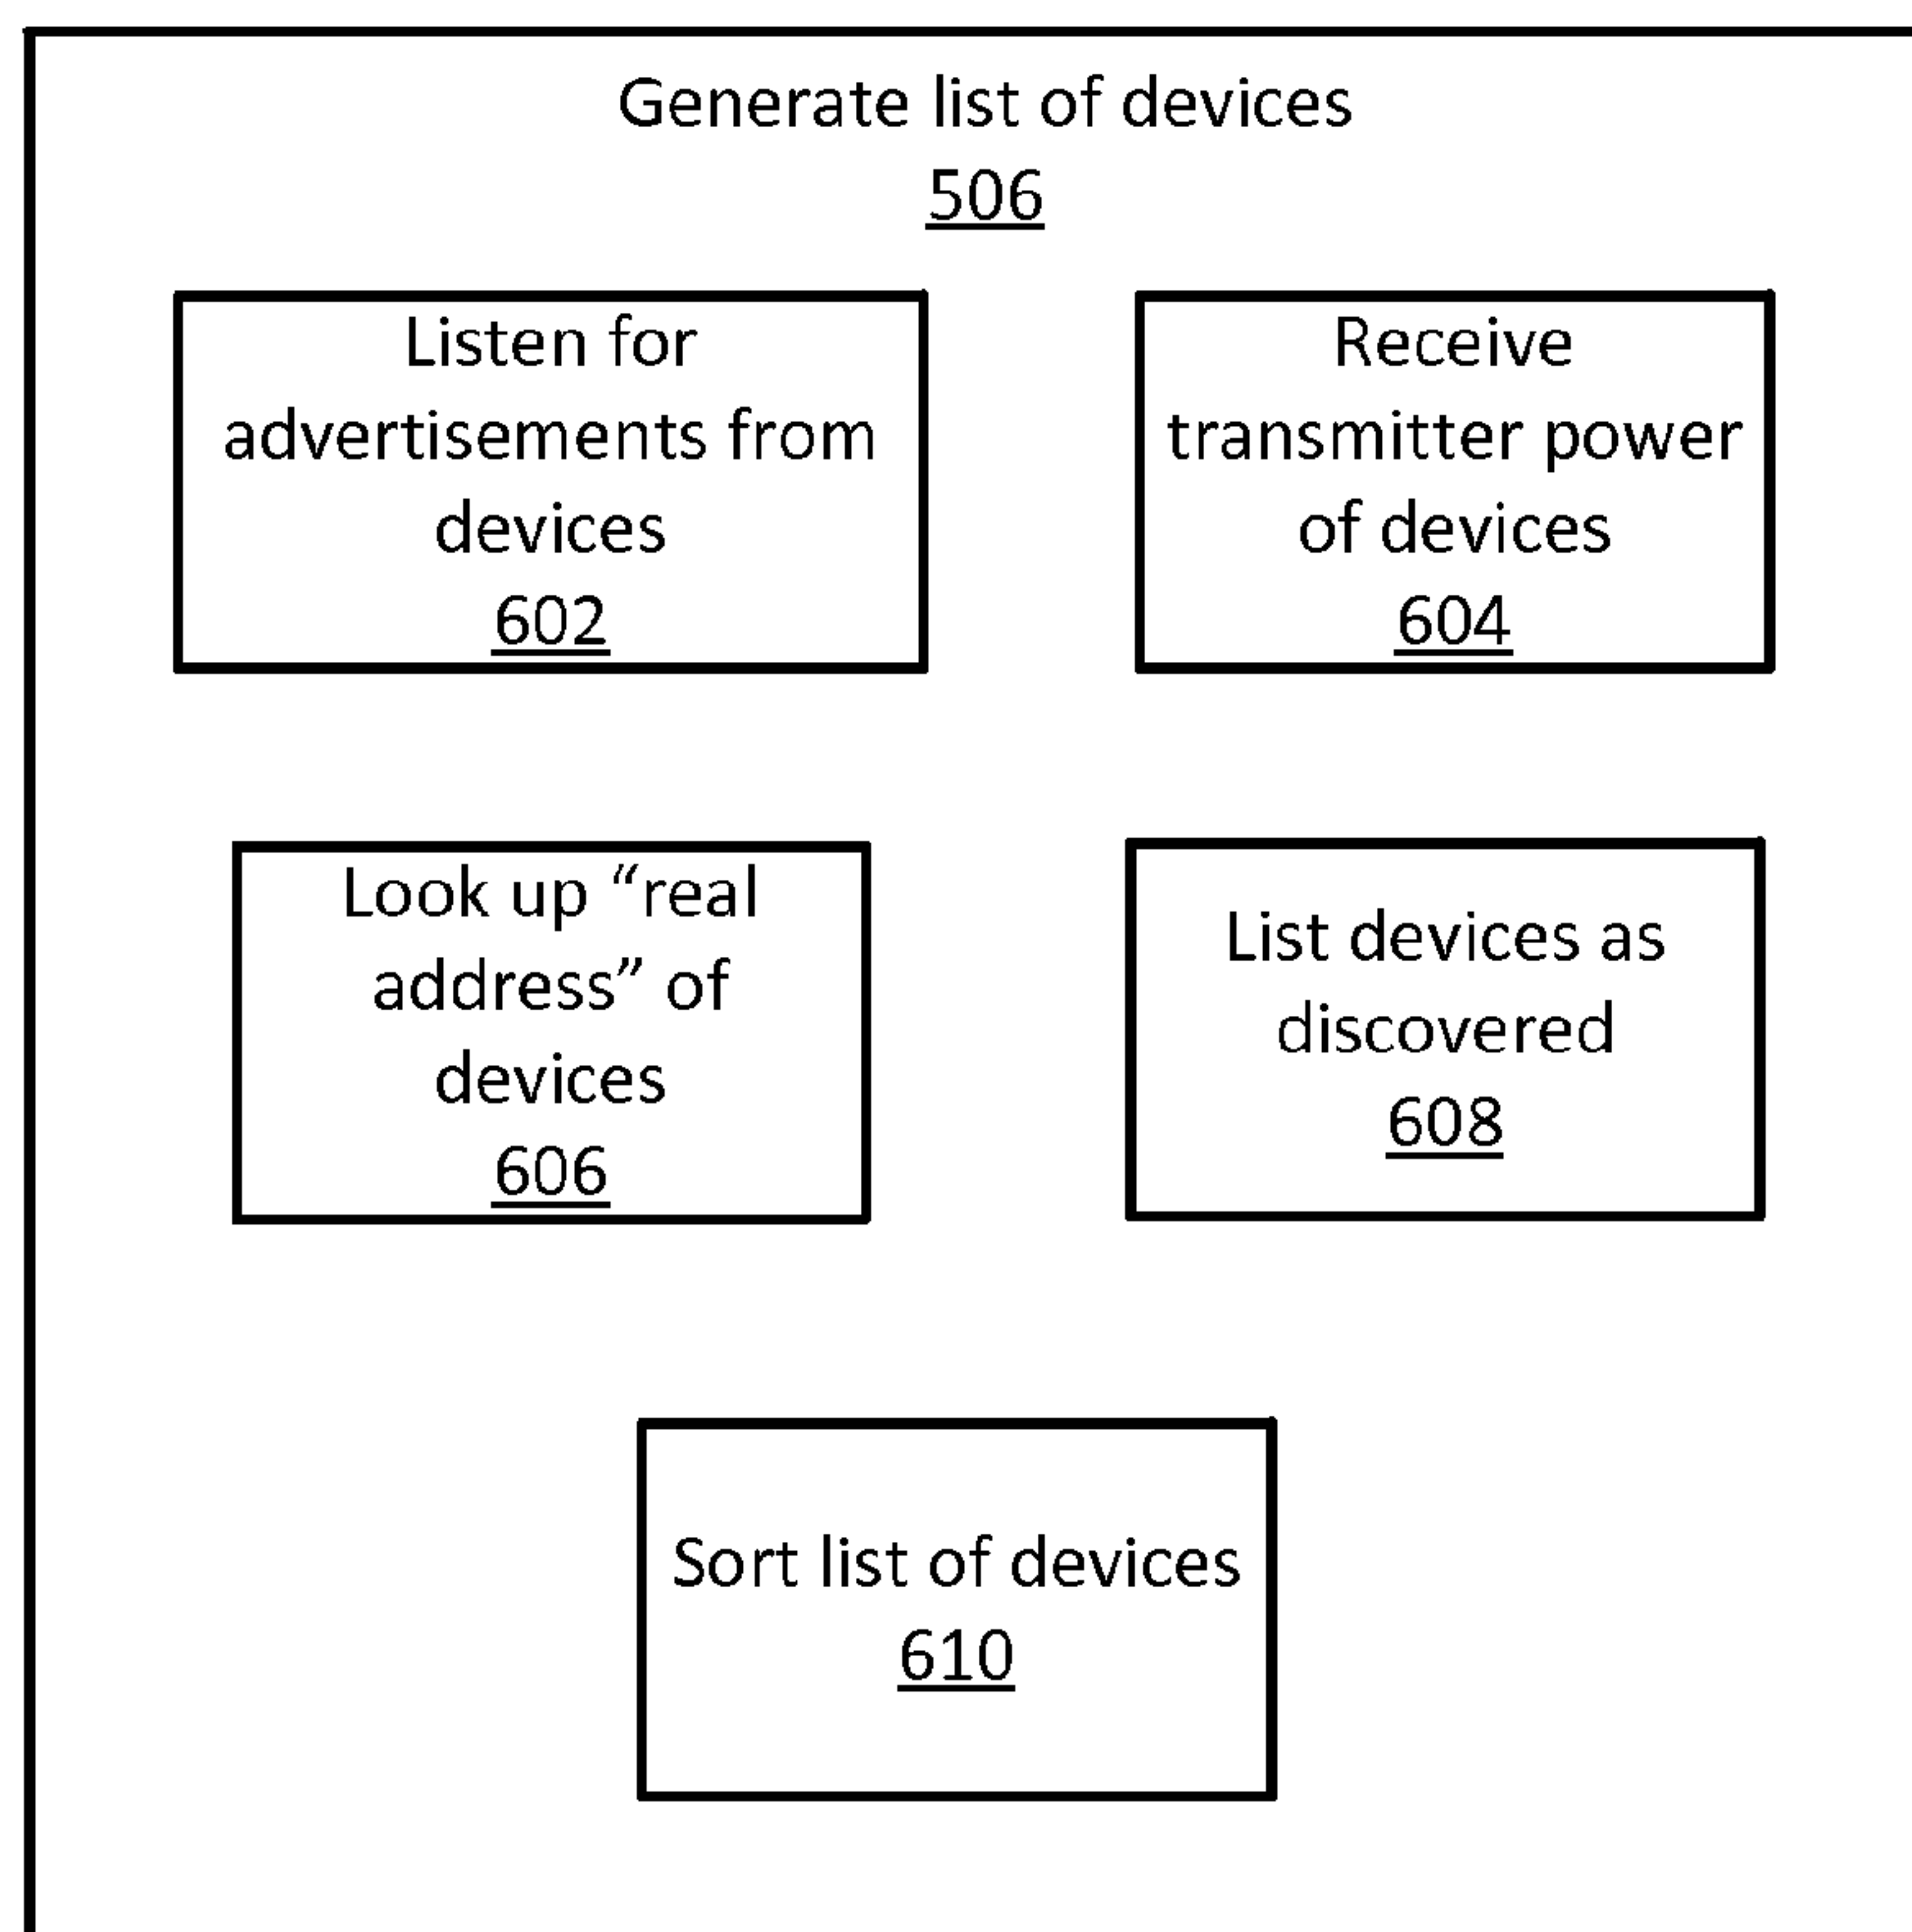 Generate list of devices
506
Listen for
advertisements from
devices
602
Receive
transmitter power
of devices
604
Look up “real
address” of
devices
606
List devices as
discovered
608
Sort list of devices
610